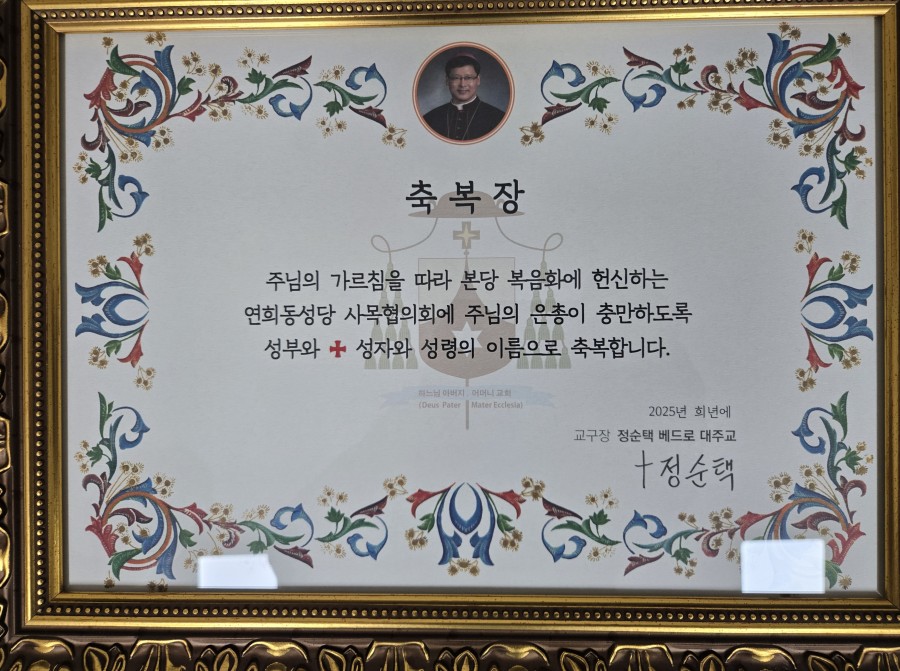 축복장
주님의 가르침을 따라 본당 복음화에 헌신하는
연희동성당 사목협의회에 주님의 은총이 충만하도록
성부와 ✚ 성자와 성령의 이름으로 축복합니다.
하느님 아버지 어머니 교회
(Deus Pater Mater Ecclesia)
2025년 희년에
교구장 정순택 베드로 대주교
†정순택